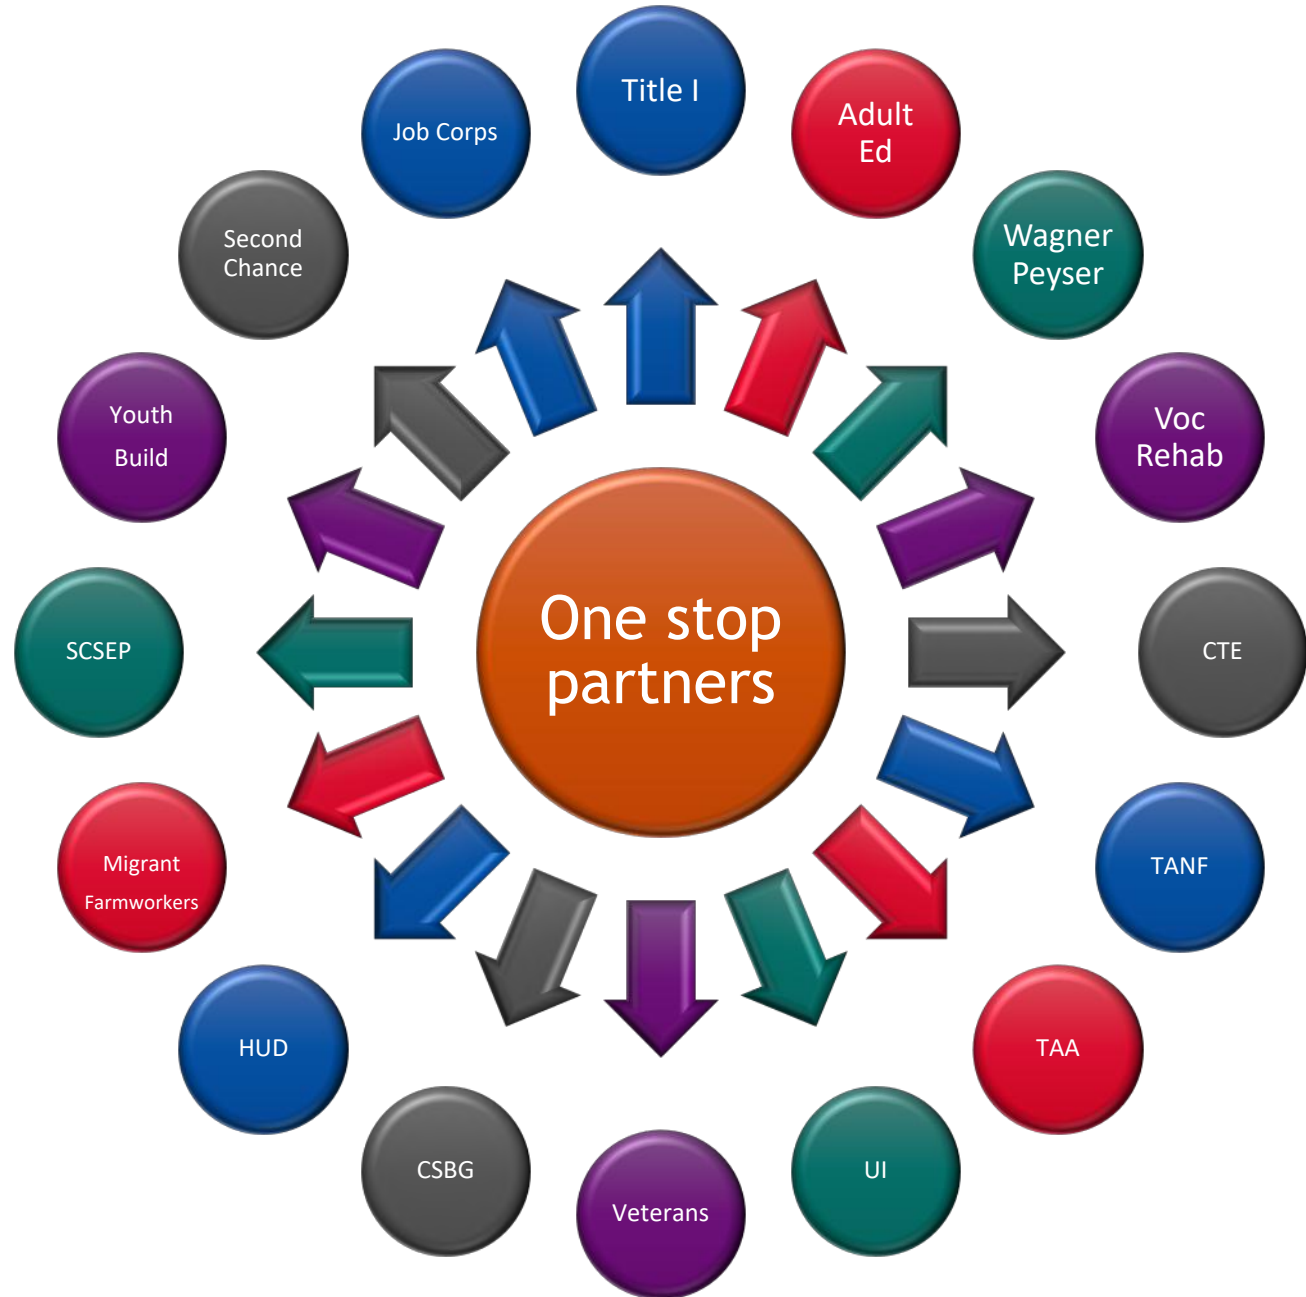 One stop
partners
Title I
Adult
Ed
Wagner
Peyser
Voc
Rehab
CTE
TANF
TAA
UI
Veterans
CSBG
HUD
Migrant
Farmworkers
SCSEP
Youth
Build
Second
Chance
Job Corps